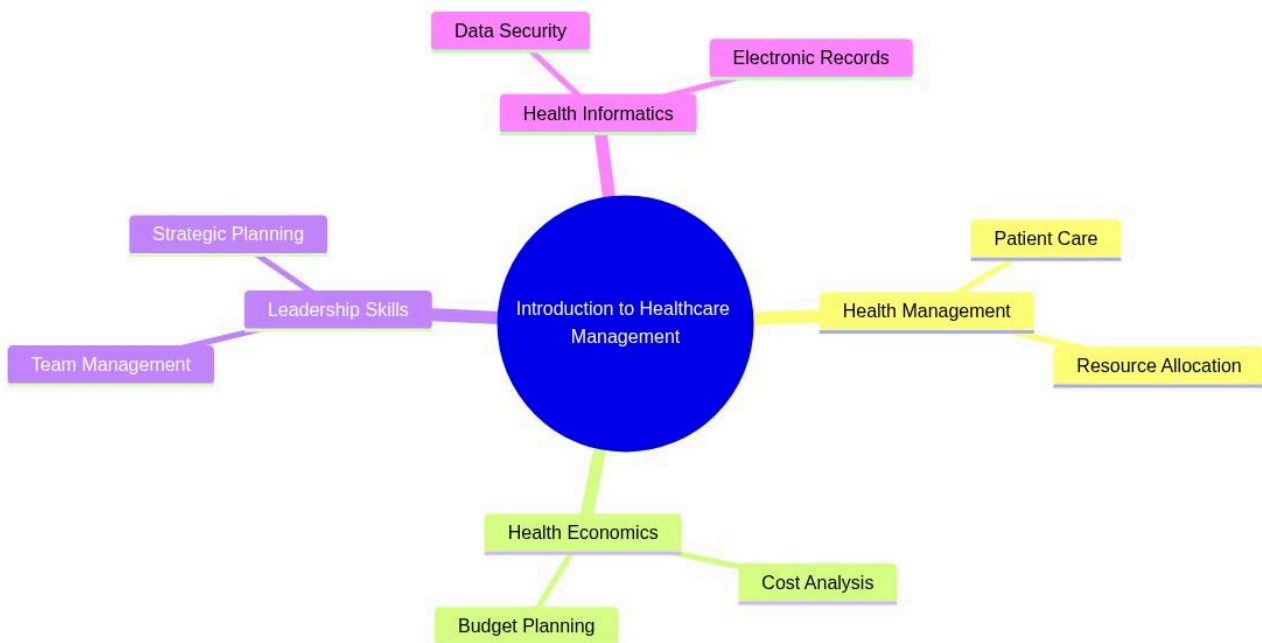 Data Security
Electronic Records
Health Informatics
Strategic Planning
Patient Care
Leadership Skills
Introduction to Healthcare
Management
Health Management
Team Management
Resource Allocation
Health Economics
Cost Analysis
Budget Planning